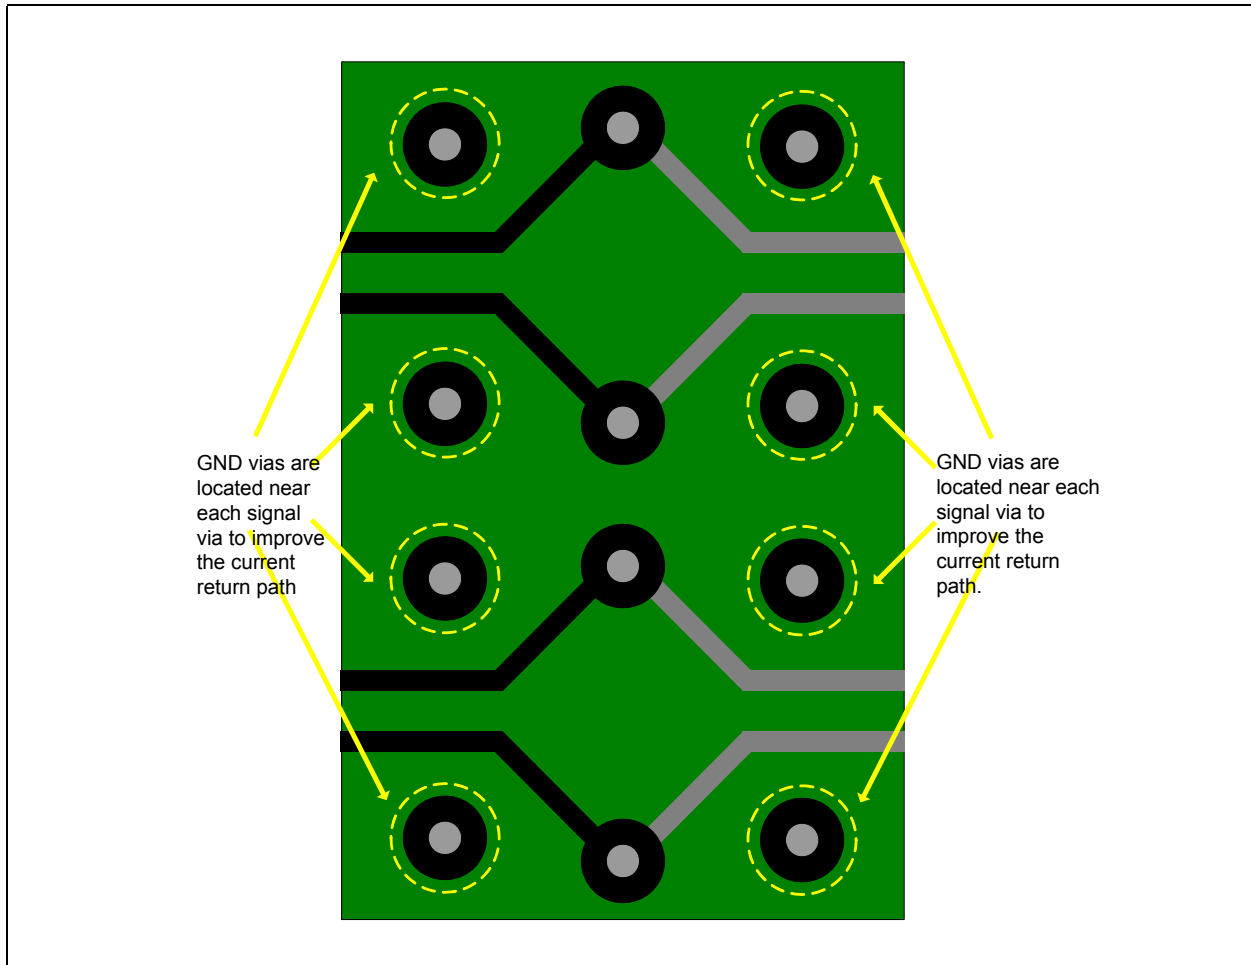 GND vias are
located near
each signal
via to improve
the current
return path
GND vias are
located near each
signal via to
improve the
current return
path.